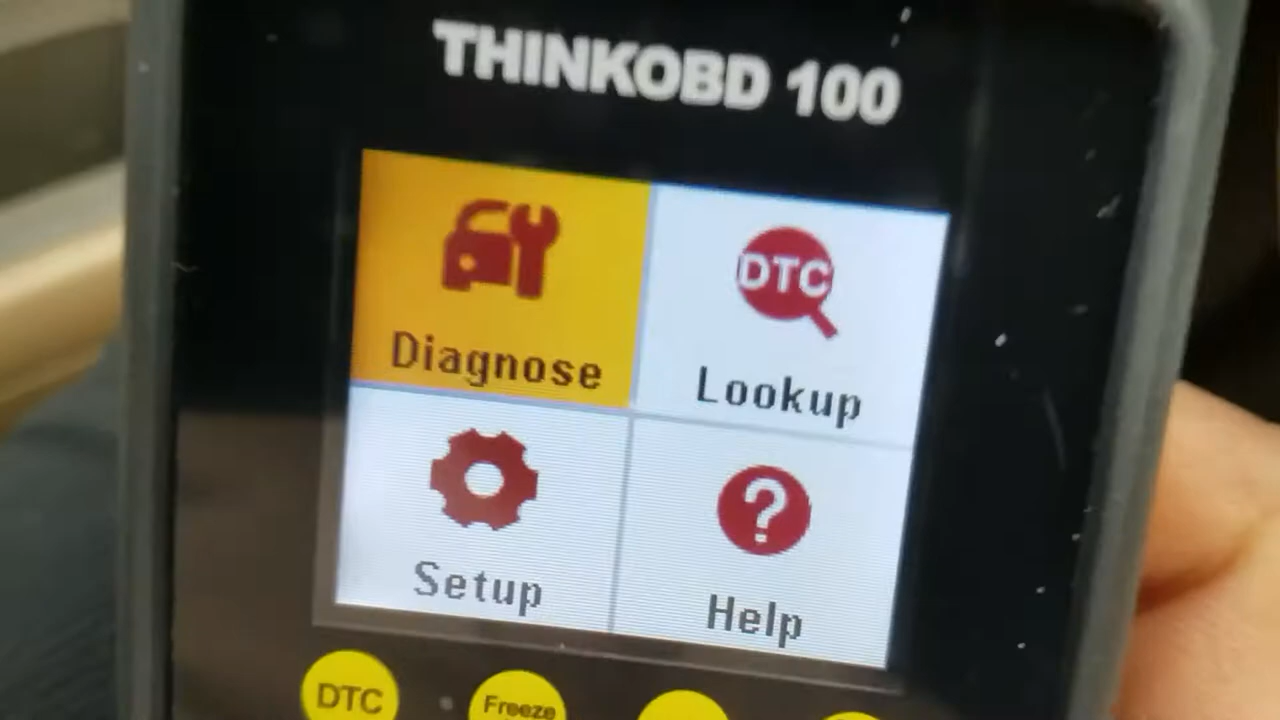 THINKOBD 100
Diagnose
DTC
Lookup
Setup
?
Help
DTC
Freeze